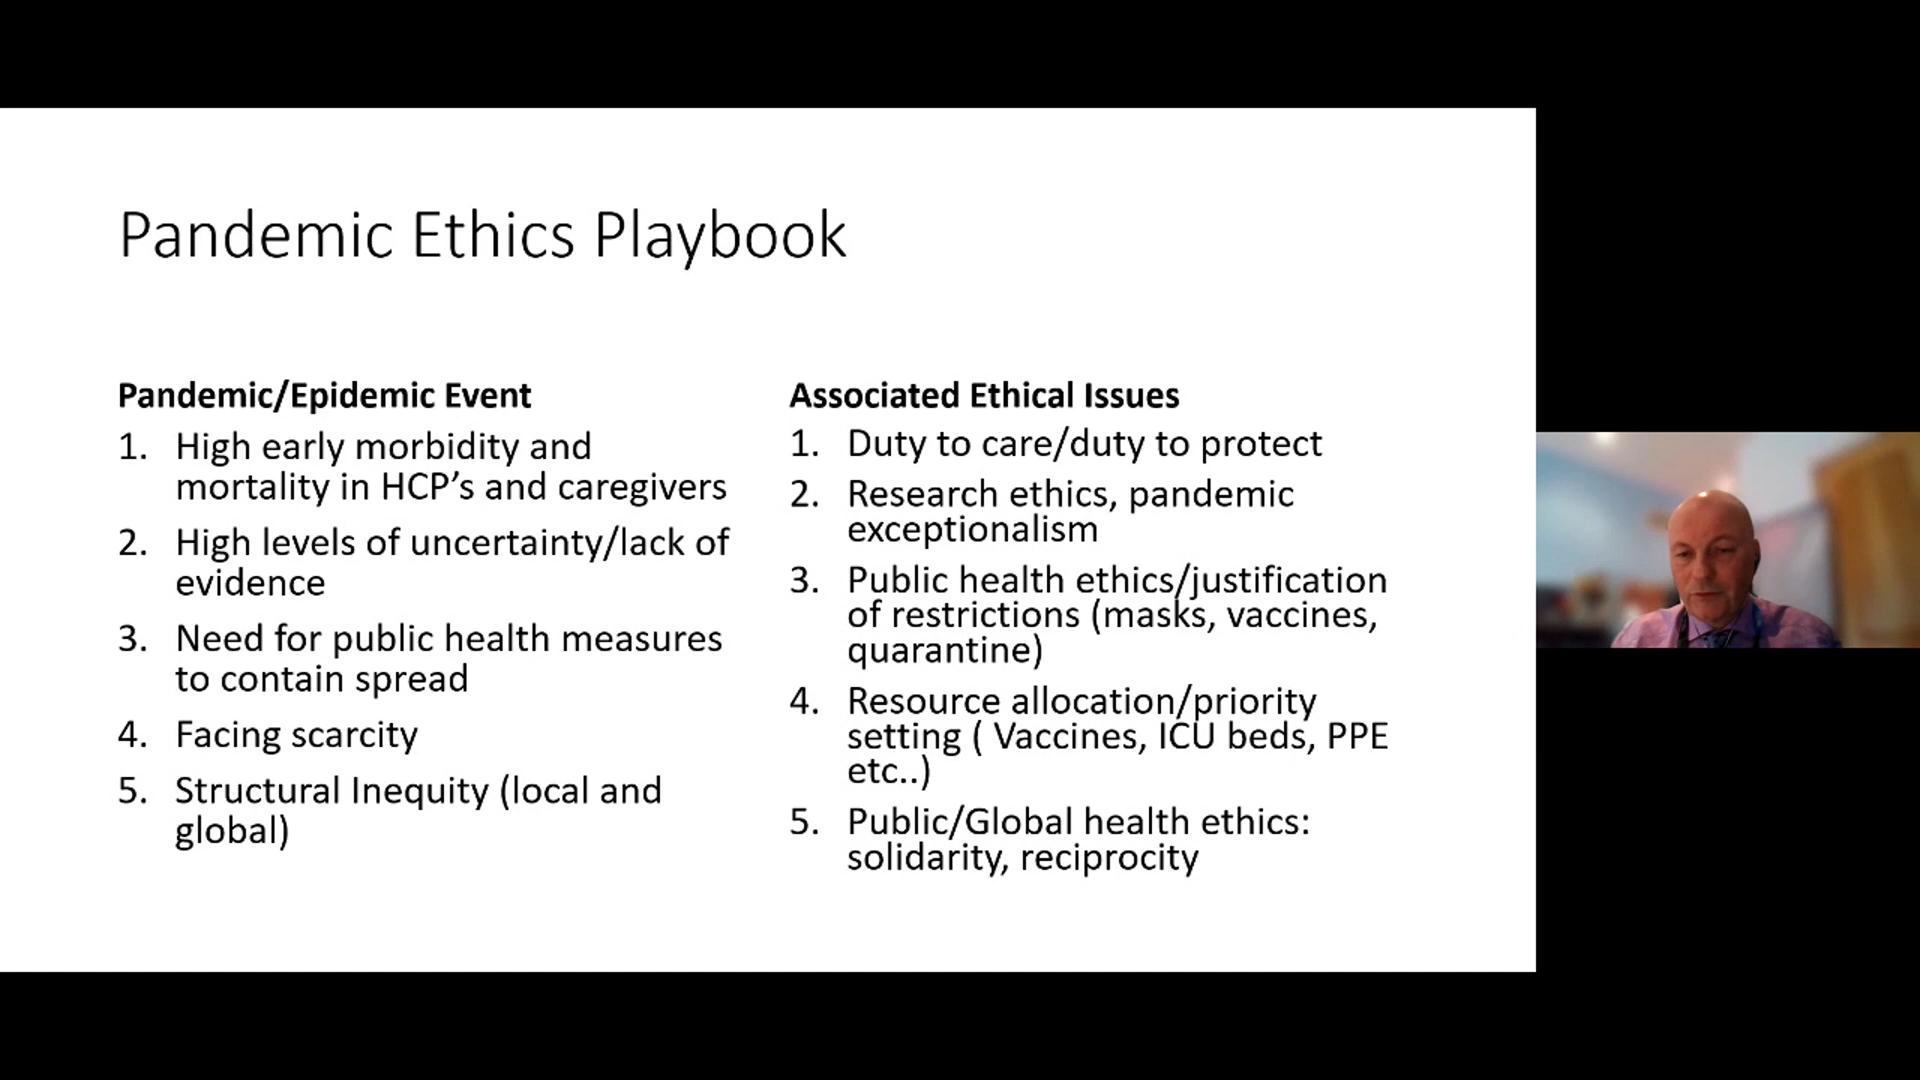 Pandemic Ethics Playbook
Pandemic/Epidemic Event
1. High early morbidity and
mortality in HCP’s and caregivers
2. High levels of uncertainty/lack of
evidence
3. Need for public health measures
to contain spread
4. Facing scarcity
5. Structural Inequity (local and
global)
Associated Ethical Issues
1. Duty to care/duty to protect
2. Research ethics, pandemic
exceptionalism
3. Public health ethics/justification
of restrictions (masks, vaccines,
quarantine)
4. Resource allocation/priority
setting ( Vaccines, ICU beds, PPE
etc..)
5. Public/Global health ethics:
solidarity, reciprocity